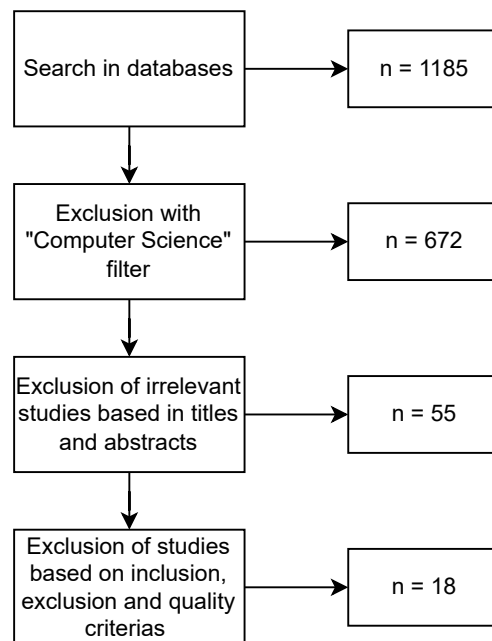 Search in databases
n = 1185
Exclusion with
"Computer Science"
filter
n = 672
Exclusion of irrelevant
studies based in titles
and abstracts
n = 55
Exclusion of studies
based on inclusion,
exclusion and quality
criterias
n = 18